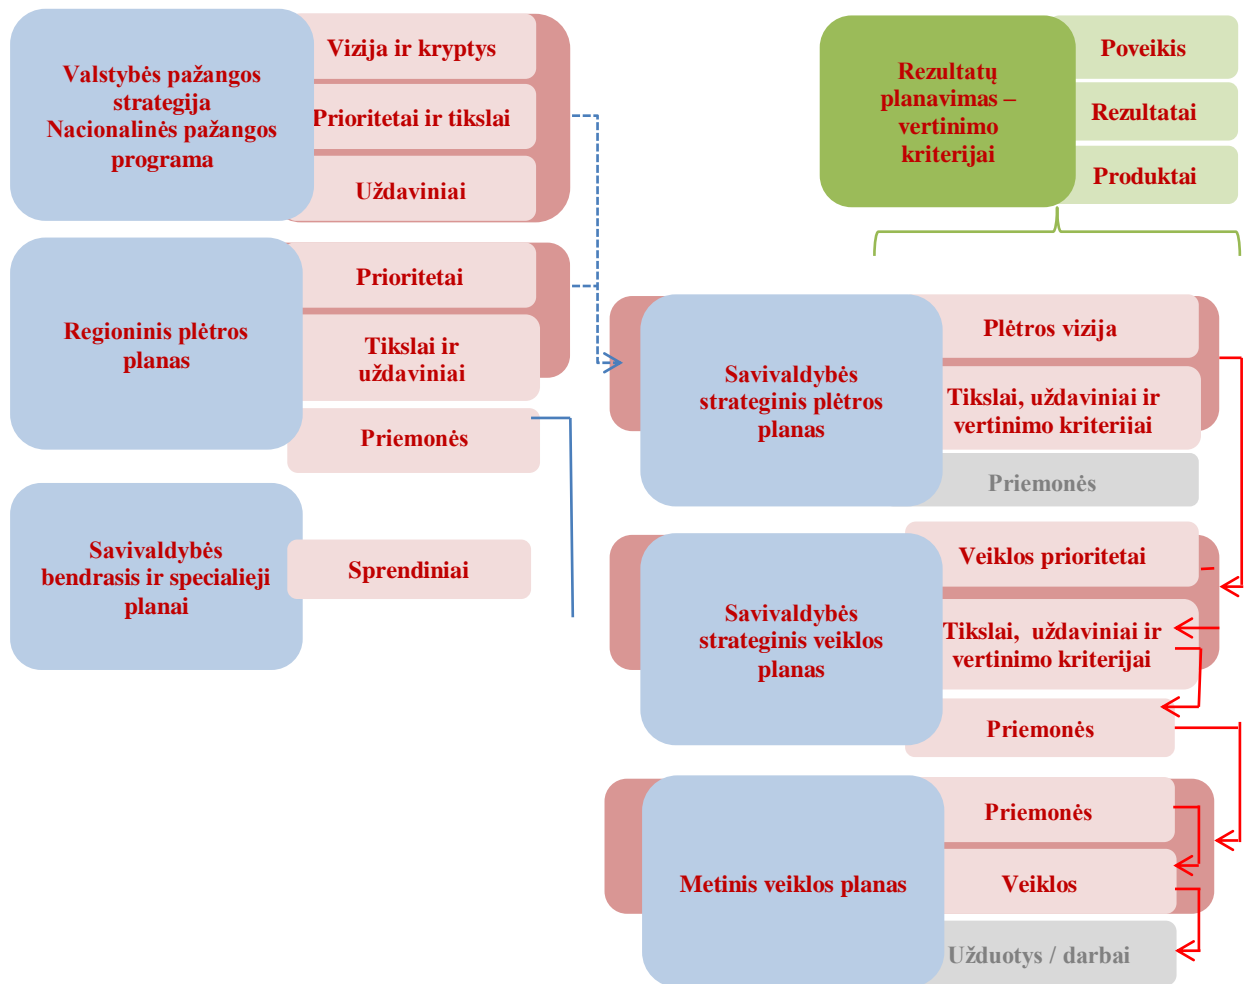 Valstybės pažangos
strategija
Nacionalinės pažangos
programa
Vizija ir kryptys
Prioritetai ir tikslai
Uždaviniai
Regioninis plėtros
planas
Prioritetai
Tikslai ir
uždaviniai
Priemonės
Savivaldybės
bendrasis ir specialieji
planai
Sprendiniai
Rezultatų
planavimas –
vertinimo
kriterijai
Poveikis
Rezultatai
Produktai
Savivaldybės
strateginis plėtros
planas
Plėtros vizija
Tikslai, uždaviniai ir
vertinimo kriterijai
Priemonės
Savivaldybės
strateginis veiklos
planas
Veiklos prioritetai
Tikslai, uždaviniai ir
vertinimo kriterijai
Priemonės
Metinis veiklos planas
Priemonės
Veiklos
Užduotys / darbai